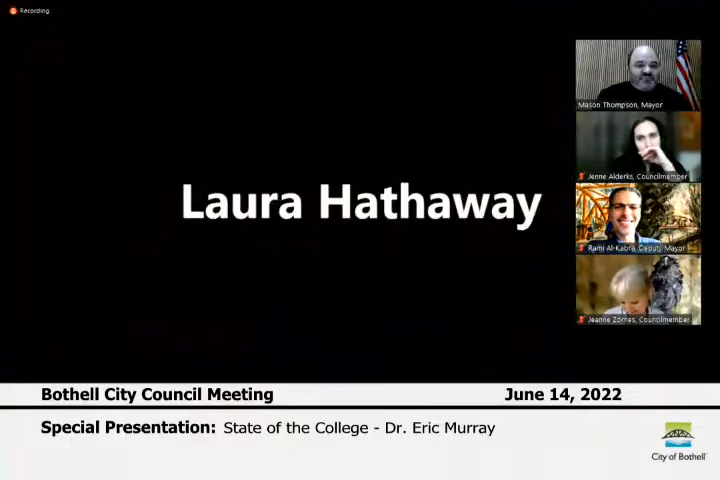 Recording
Laura Hathaway
Mason Thompson, Mayor
Jenne Alderks, Councilmember
Rami Al-Kabra, Deputy Mayor
Jeanne Zornes, Councilmember
Bothell City Council Meeting
June 14, 2022
Special Presentation: State of the College - Dr. Eric Murray
City of Bothell